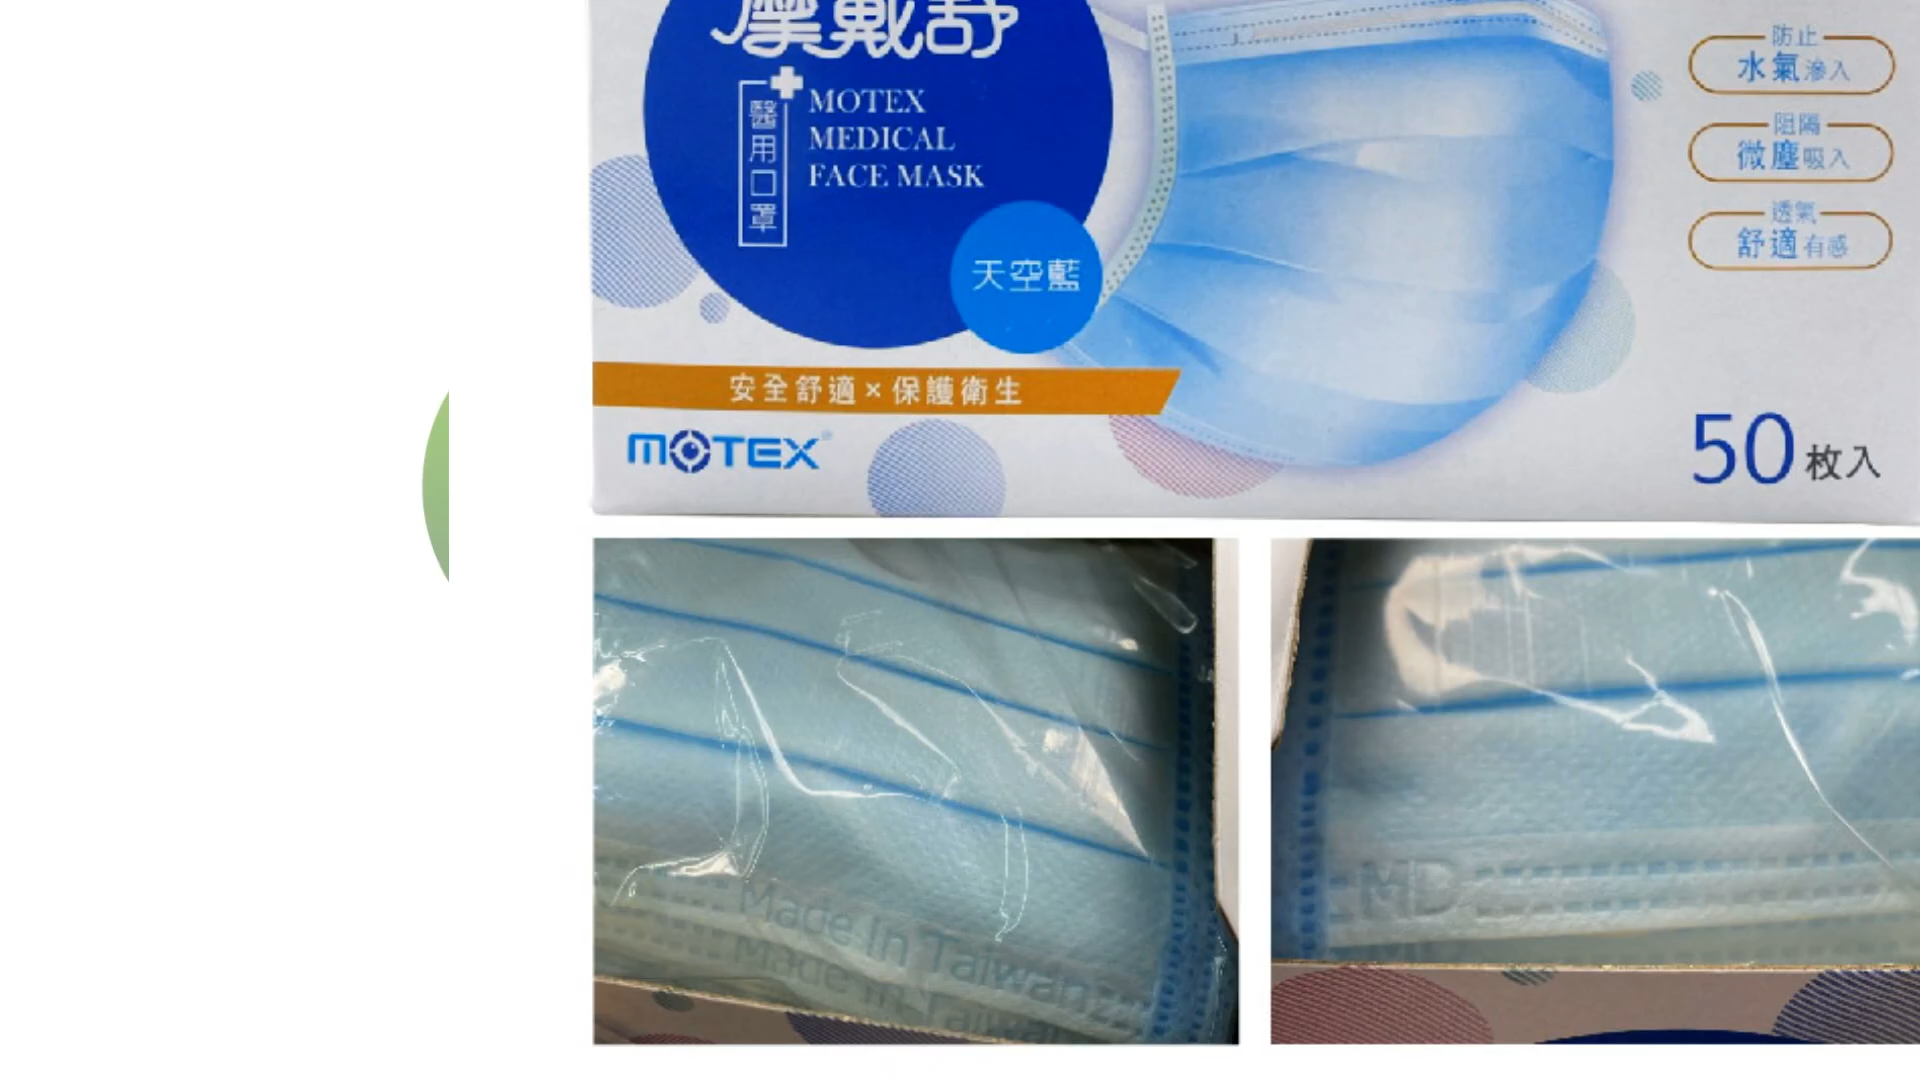 摩戴舒
醫用口罩
MOTEX
MEDICAL
FACE MASK
天空藍
安全舒適×保護衛生
MOTEX
防止
水氣滲入
阻隔
微塵吸入
透氣
舒適有感
50枚入
Made In Taiwan
Made In Taiwan
MD